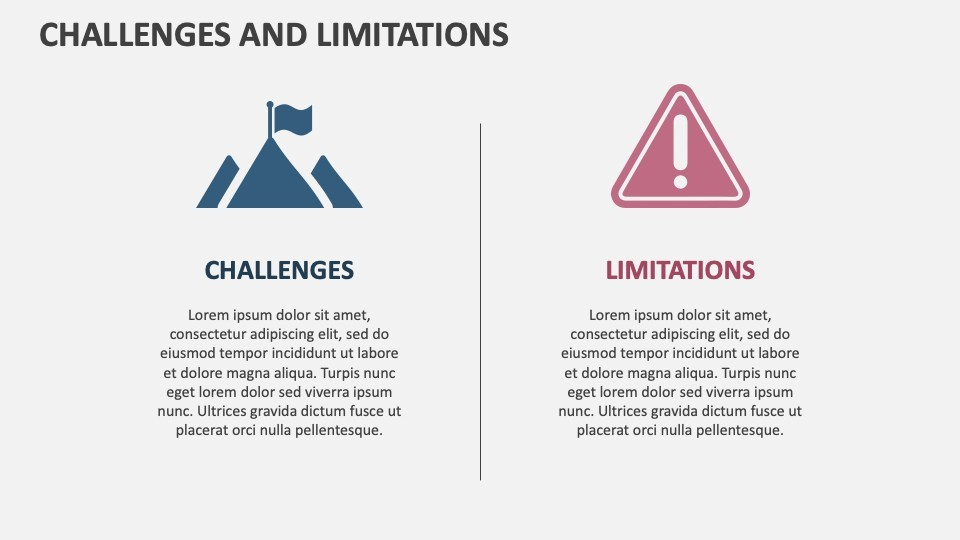 CHALLENGES AND LIMITATIONS
CHALLENGES
Lorem ipsum dolor sit amet,
consectetur adipiscing elit, sed do
eiusmod tempor incididunt ut labore
et dolore magna aliqua. Turpis nunc
eget lorem dolor sed viverra ipsum
nunc. Ultrices gravida dictum fusce ut
placerat orci nulla pellentesque.
LIMITATIONS
Lorem ipsum dolor sit amet,
consectetur adipiscing elit, sed do
eiusmod tempor incididunt ut labore
et dolore magna aliqua. Turpis nunc
eget lorem dolor sed viverra ipsum
nunc. Ultrices gravida dictum fusce ut
placerat orci nulla pellentesque.